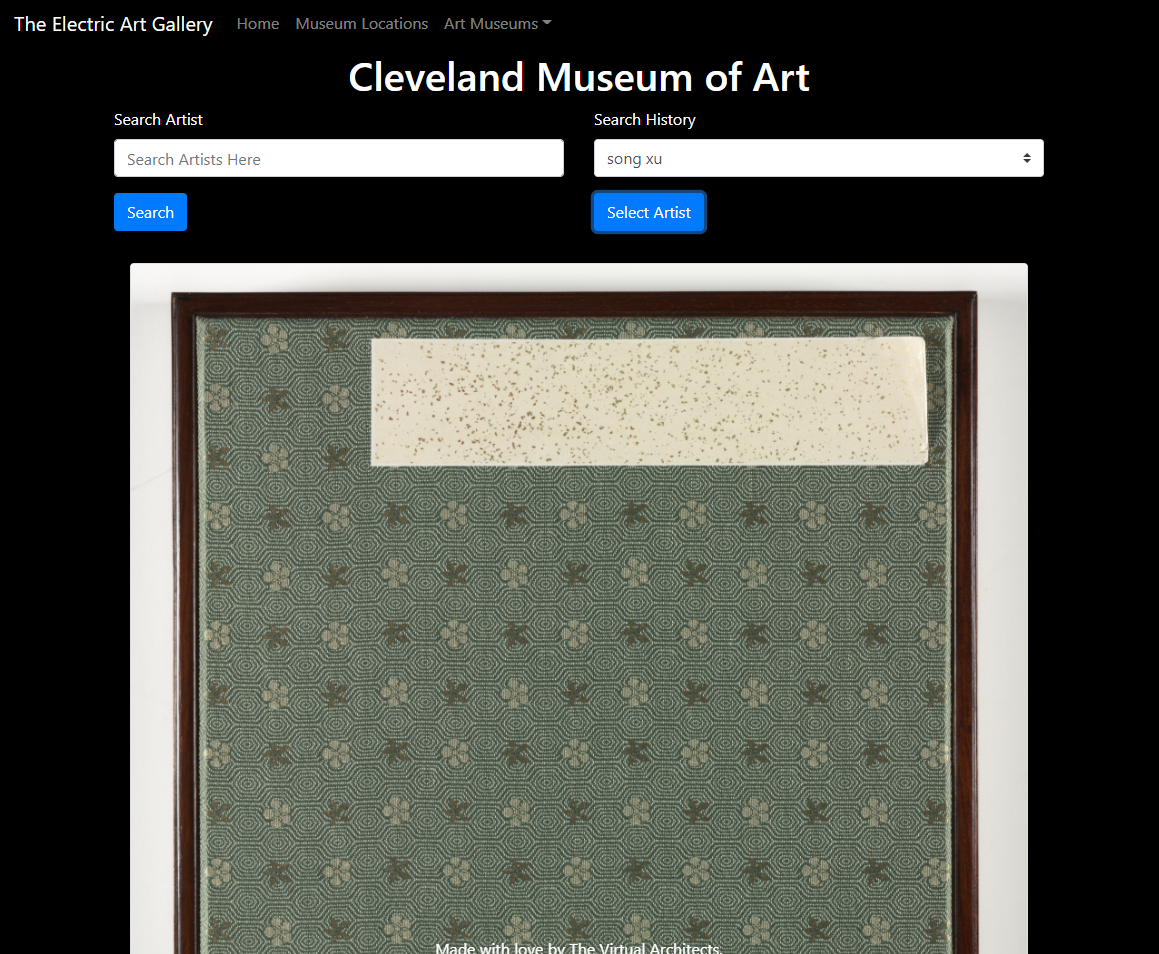 The Electric Art Gallery Home Museum Locations Art Museums
Cleveland Museum of Art
Search Artist
Search Artists Here
Search
Search History
song xu
Select Artist
Made with love by The Virtual Architects.